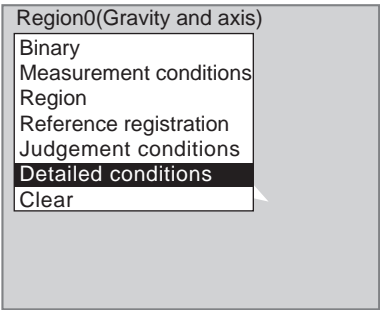 Region0(Gravity and axis)
Binary
Measurement conditions
Region
Reference registration
Judgement conditions
Detailed conditions
Clear